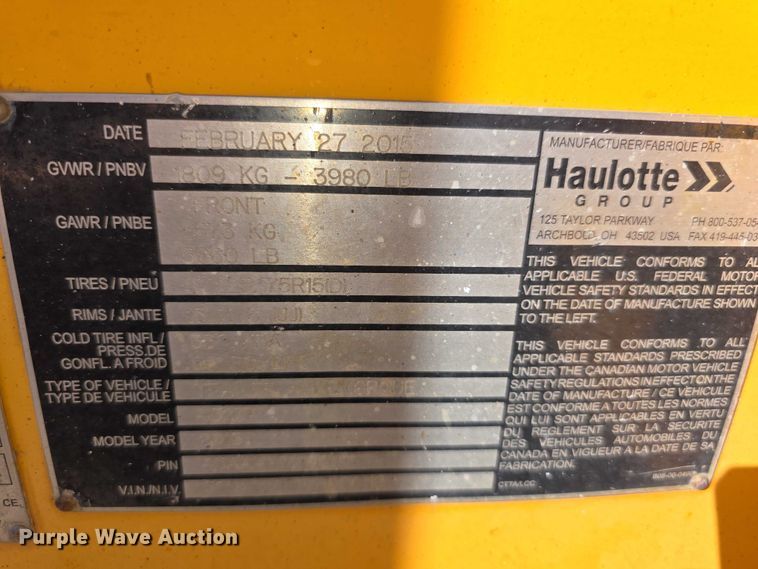 DATE FEBRUARY 27 2015
GVWR / PNBV 1809 KG - 3980 LB
GAWR / PNBE
FRONT
KG
LB
TIRES / PNEU 75R15(D)
RIMS / JANTE
COLD TIRE INFL /
PRESS.DE
GONFL. A FROID
TYPE OF VEHICLE /
TYPE DE VEHICULE
MODEL
MODEL YEAR
PIN
V.I.N./N.I.V.
MANUFACTURER/FABRIQUE PAR:
Haulotte
GROUP
125 TAYLOR PARKWAY PH 800-537-05
ARCHBOLD, OH 43502 USA FAX 419-445-03
THIS VEHICLE CONFORMS TO AL
APPLICABLE U.S. FEDERAL MOTOR
VEHICLE SAFETY STANDARDS IN EFFECT
ON THE DATE OF MANUFACTURE SHOWN
TO THE LEFT.
THIS VEHICLE CONFORMS TO ALL
APPLICABLE STANDARDS PRESCRIBED
UNDER THE CANADIAN MOTOR VEHICLE
SAFETY REGULATIONS IN EFFECT ON THE
DATE OF MANUFACTURE / CE VEHICULE
EST CONFORME A TOUTES LES NORMES
QUI LUI SONT APPLICABLES EN VERTU
DU REGLEMENT SUR LA SECURITE
DES VEHICULES AUTOMOBILES DU
CANADA EN VIGUEUR A LA DATE DE SA
FABRICATION.
CE
Purple Wave Auction